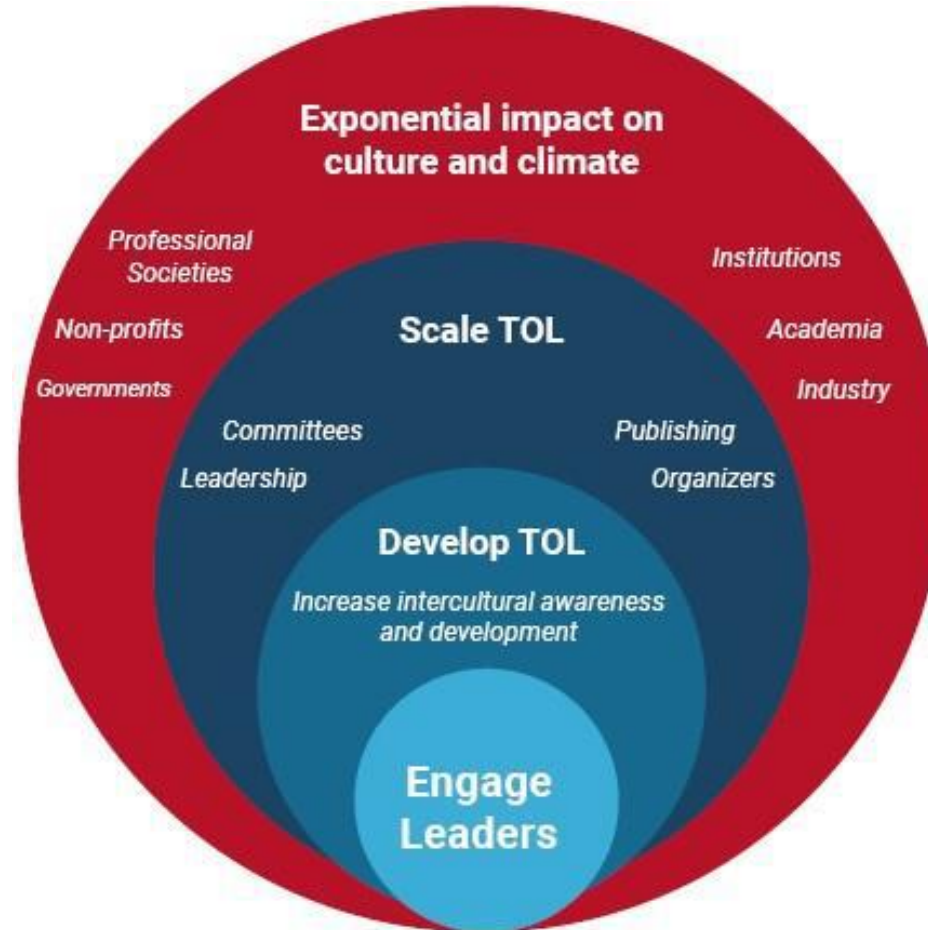 Exponential impact on
culture and climate
Professional
Societies
Institutions
Non-profits
Academia
Governments
Industry
Scale TOL
Committees
Publishing
Leadership
Organizers
Develop TOL
Increase intercultural awareness
and development
Engage
Leaders